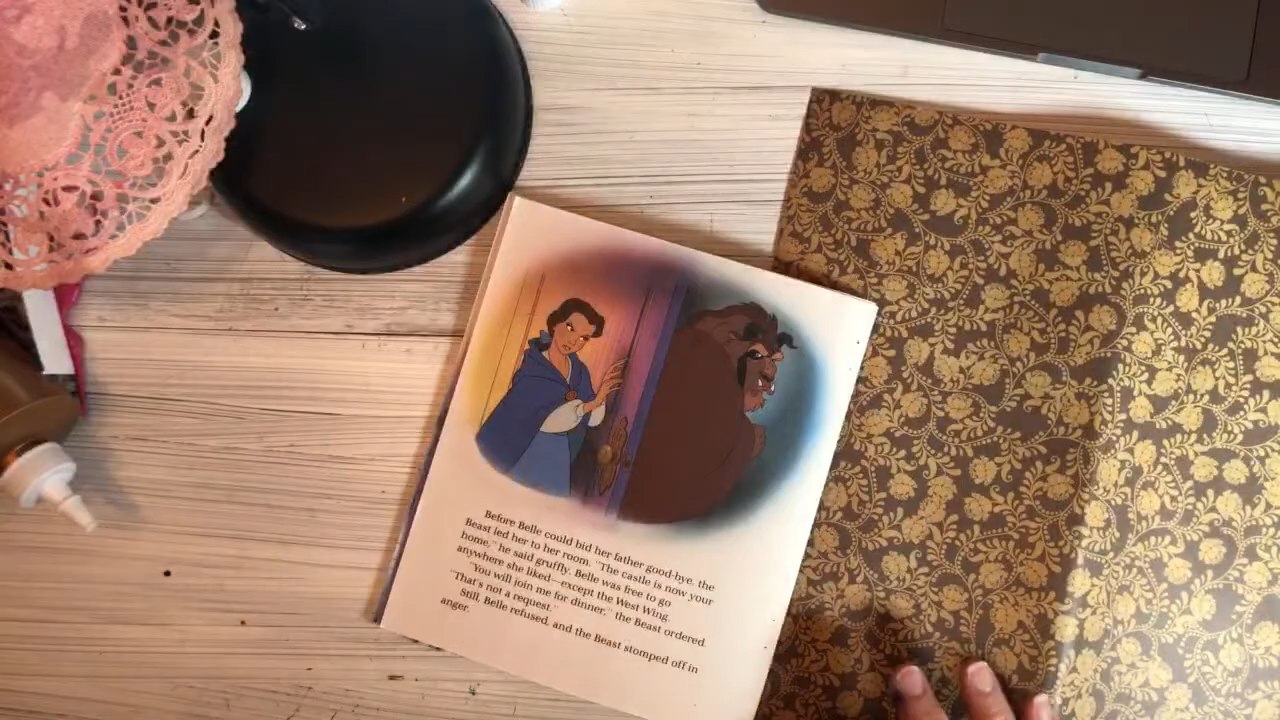 Before Belle could bid her father good-bye, the
Beast led her to her room. "The castle is now your
home," he said gruffly. Belle was free to go
anywhere she liked—except the West Wing.
"You will join me for dinner," the Beast ordered.
"That's not a request."
Still, Belle refused, and the Beast stomped off in
anger.